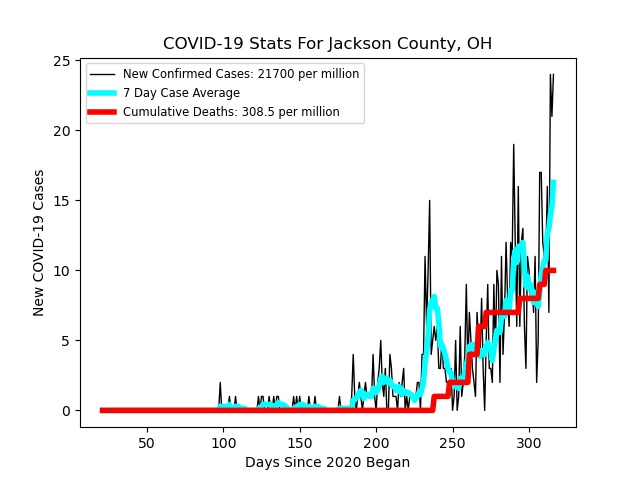 COVID-19 Stats For Jackson County, OH
New Confirmed Cases: 21700 per million
7 Day Case Average
Cumulative Deaths: 308.5 per million
New COVID-19 Cases
25
20
15
10
5
0
50 100 150 200 250 300
Days Since 2020 Began